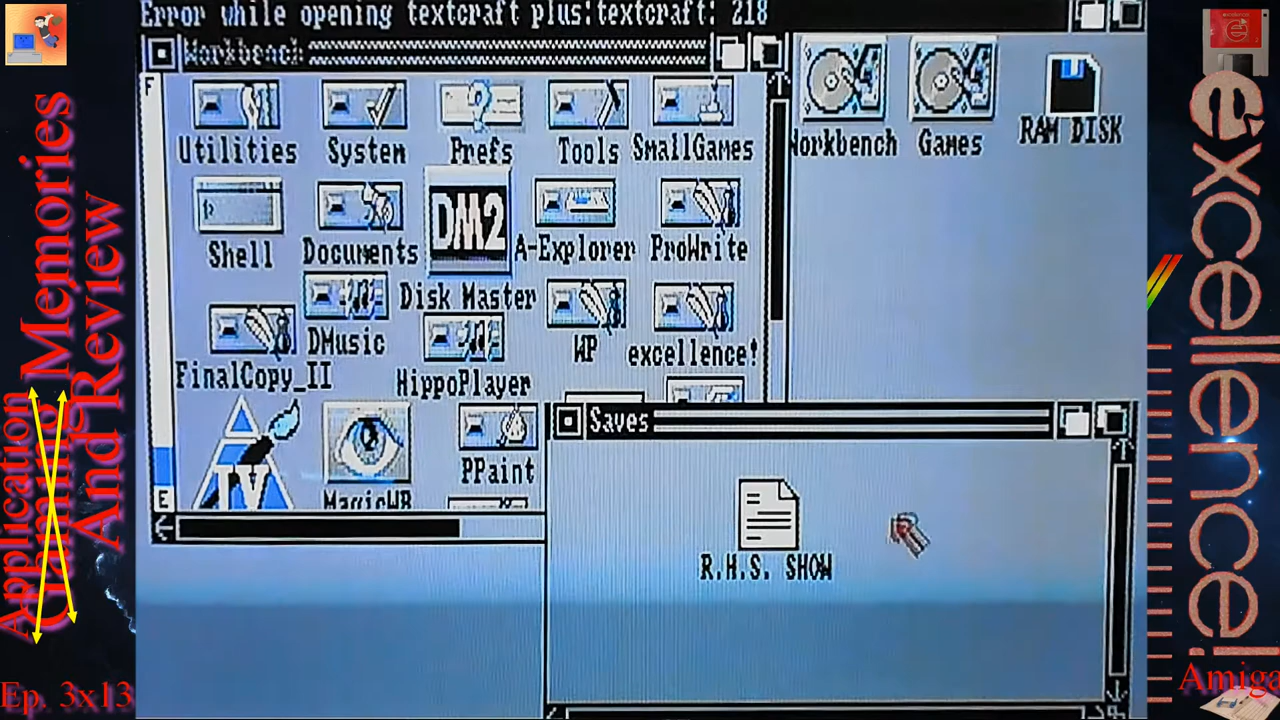 Error while opening textcraft plus:textcraft: 218
Workbench
F
Utilities
System
Prefs
Tools
SmallGames
Shell
Documents
DM2
Disk Master
A-Explorer
ProWrite
FinalCopy_II
DMusic
HippoPlayer
WP
excellence!
IV
MagicWB
PPaint
E
Workbench
Games
RAM DISK
Saves
R.H.S. SHOW
Application
Gaming
Memories
And Review
Ep. 3x13
excellence!
Amiga